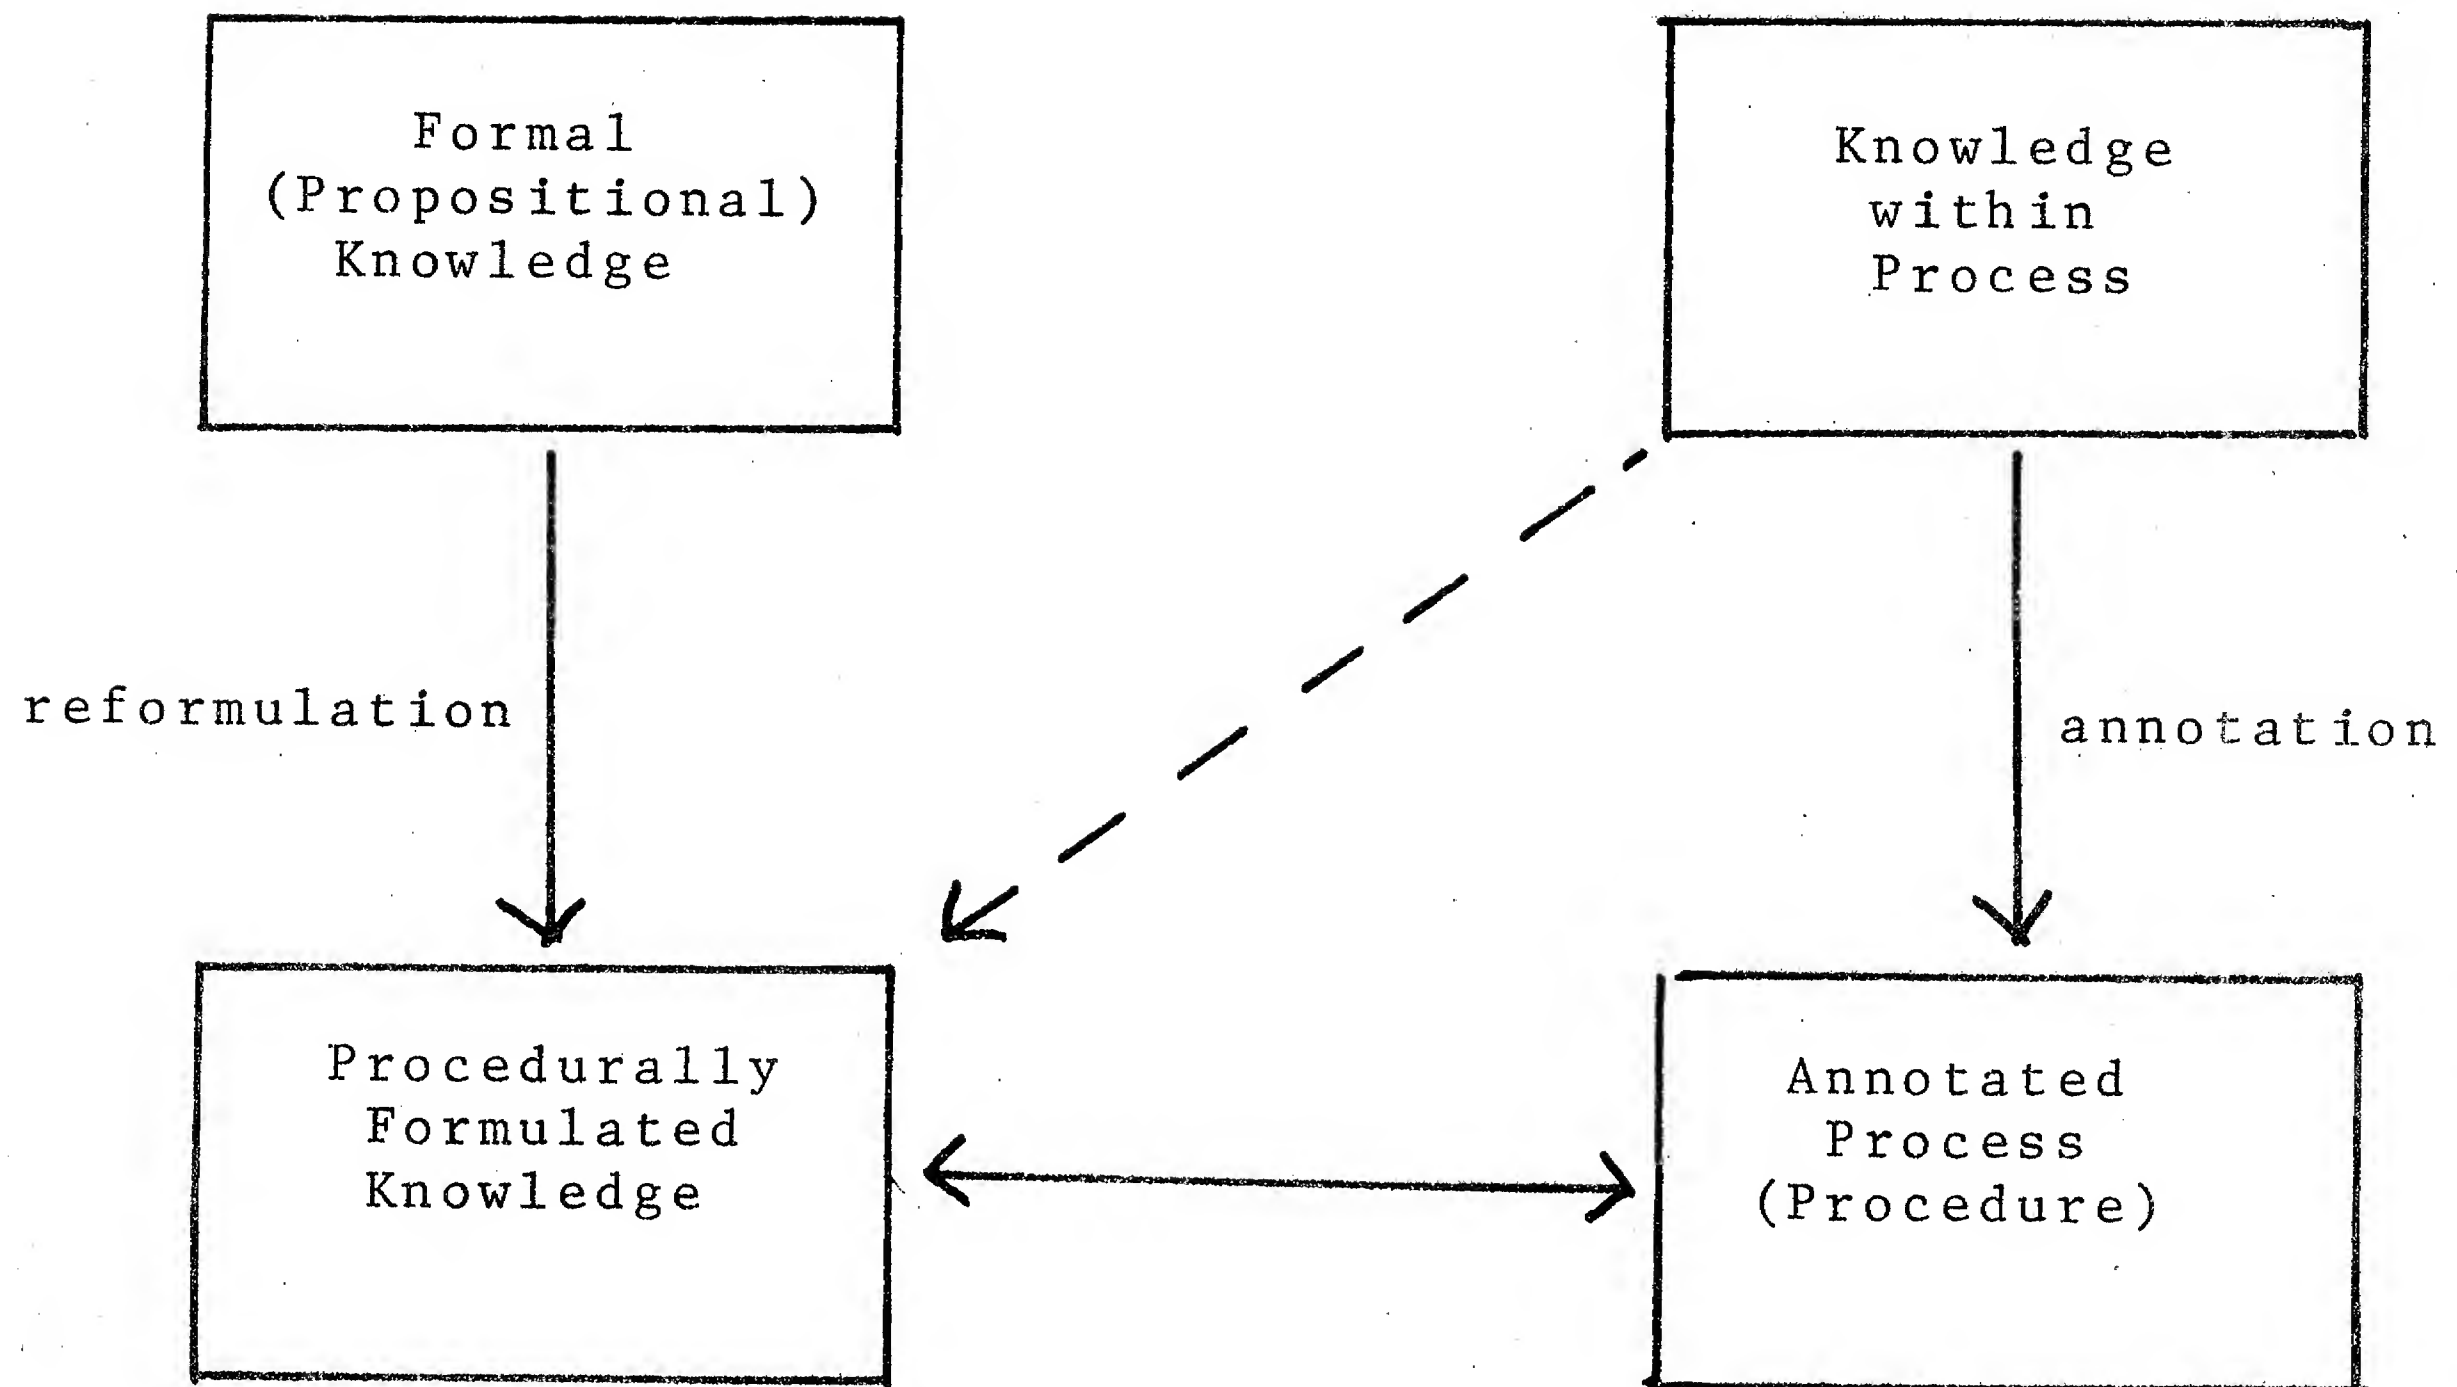 Formal
(Propositional)
Knowledge
Knowledge
within
Process
reformulation
annotation
Procedurally
Formulated
Knowledge
Annotated
Process
(Procedure)